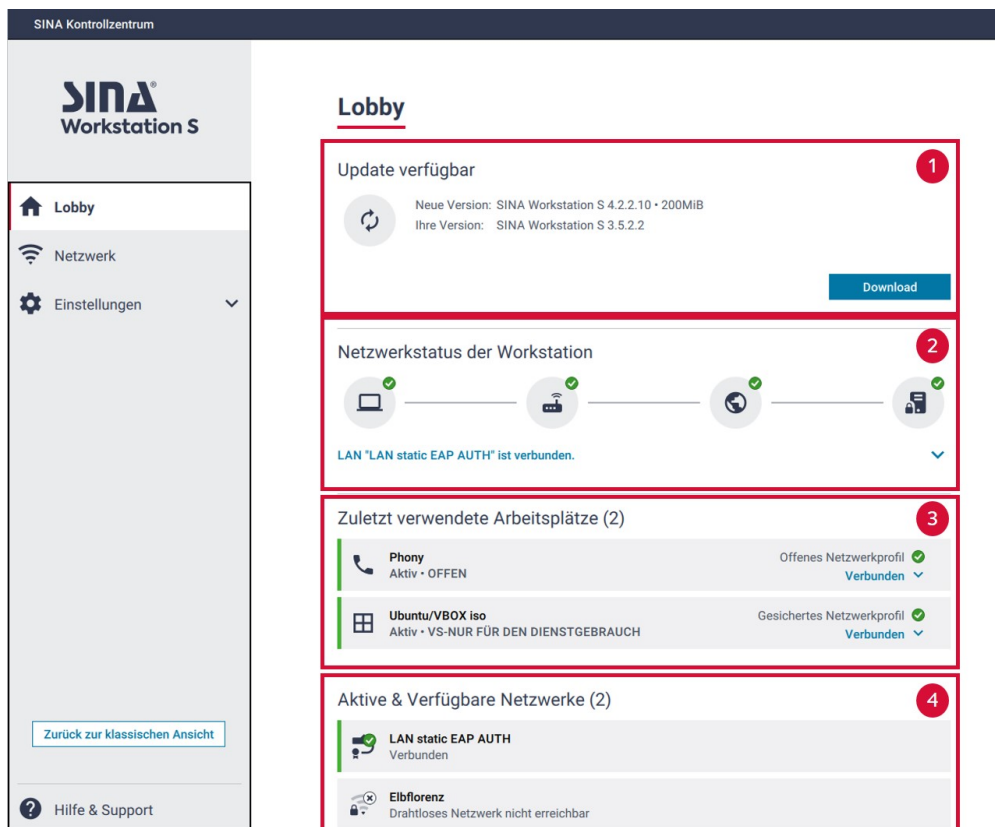 SINA Kontrollzentrum
SINA®
Workstation S
Lobby
Netzwerk
Einstellungen
Zurück zur klassischen Ansicht
Hilfe & Support
Lobby
Update verfügbar
1
Neue Version: SINA Workstation S 4.2.2.10 • 200MiB
Ihre Version: SINA Workstation S 3.5.2.2
Download
Netzwerkstatus der Workstation
2
LAN "LAN static EAP AUTH" ist verbunden.
Zuletzt verwendete Arbeitsplätze (2)
3
Phony
Aktiv • OFFEN
Offenes Netzwerkprofil
Verbunden
Ubuntu/VBOX iso
Aktiv • VS-NUR FÜR DEN DIENSTGEBRAUCH
Gesichertes Netzwerkprofil
Verbunden
Aktive & Verfügbare Netzwerke (2)
4
LAN static EAP AUTH
Verbunden
Elbflorenz
Drahtloses Netzwerk nicht erreichbar